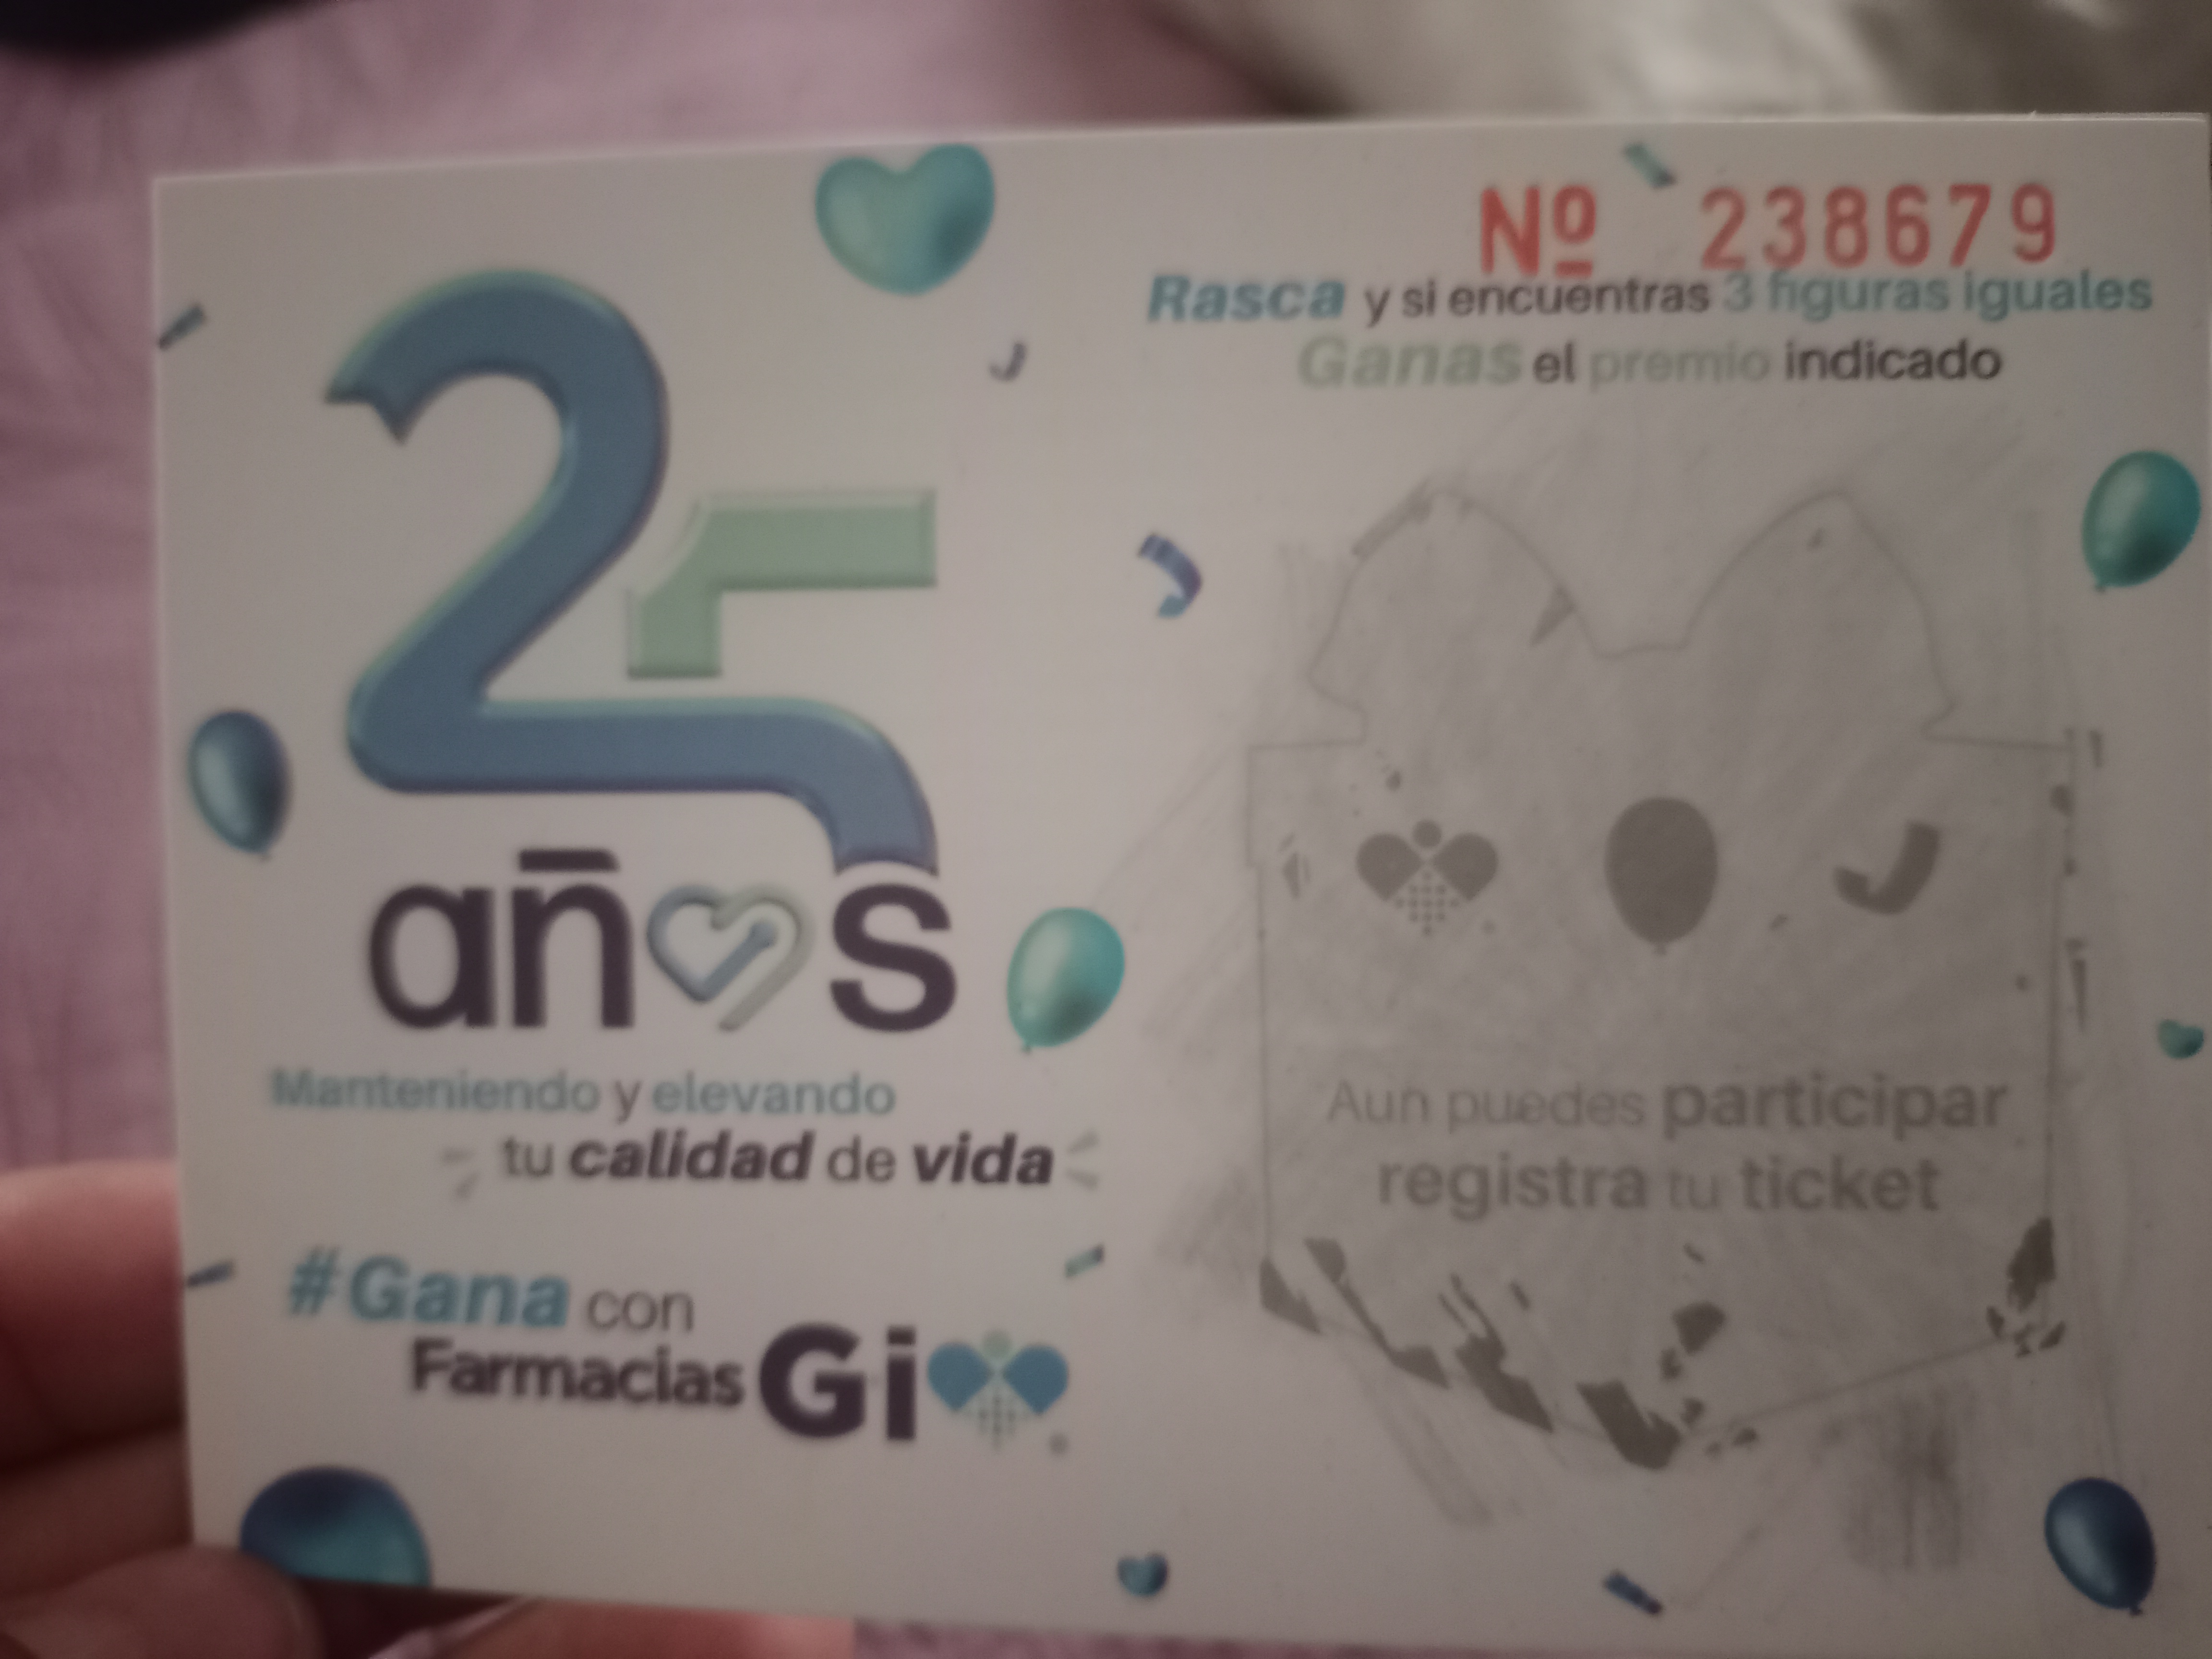 25
años
Manteniendo y elevando
tu calidad de vida
#Gana con
Farmacias Gi
Nº 238679
Rasca y si encuentras 3 figuras iguales
Ganas el premio indicado
Aun puedes participar
registra tu ticket